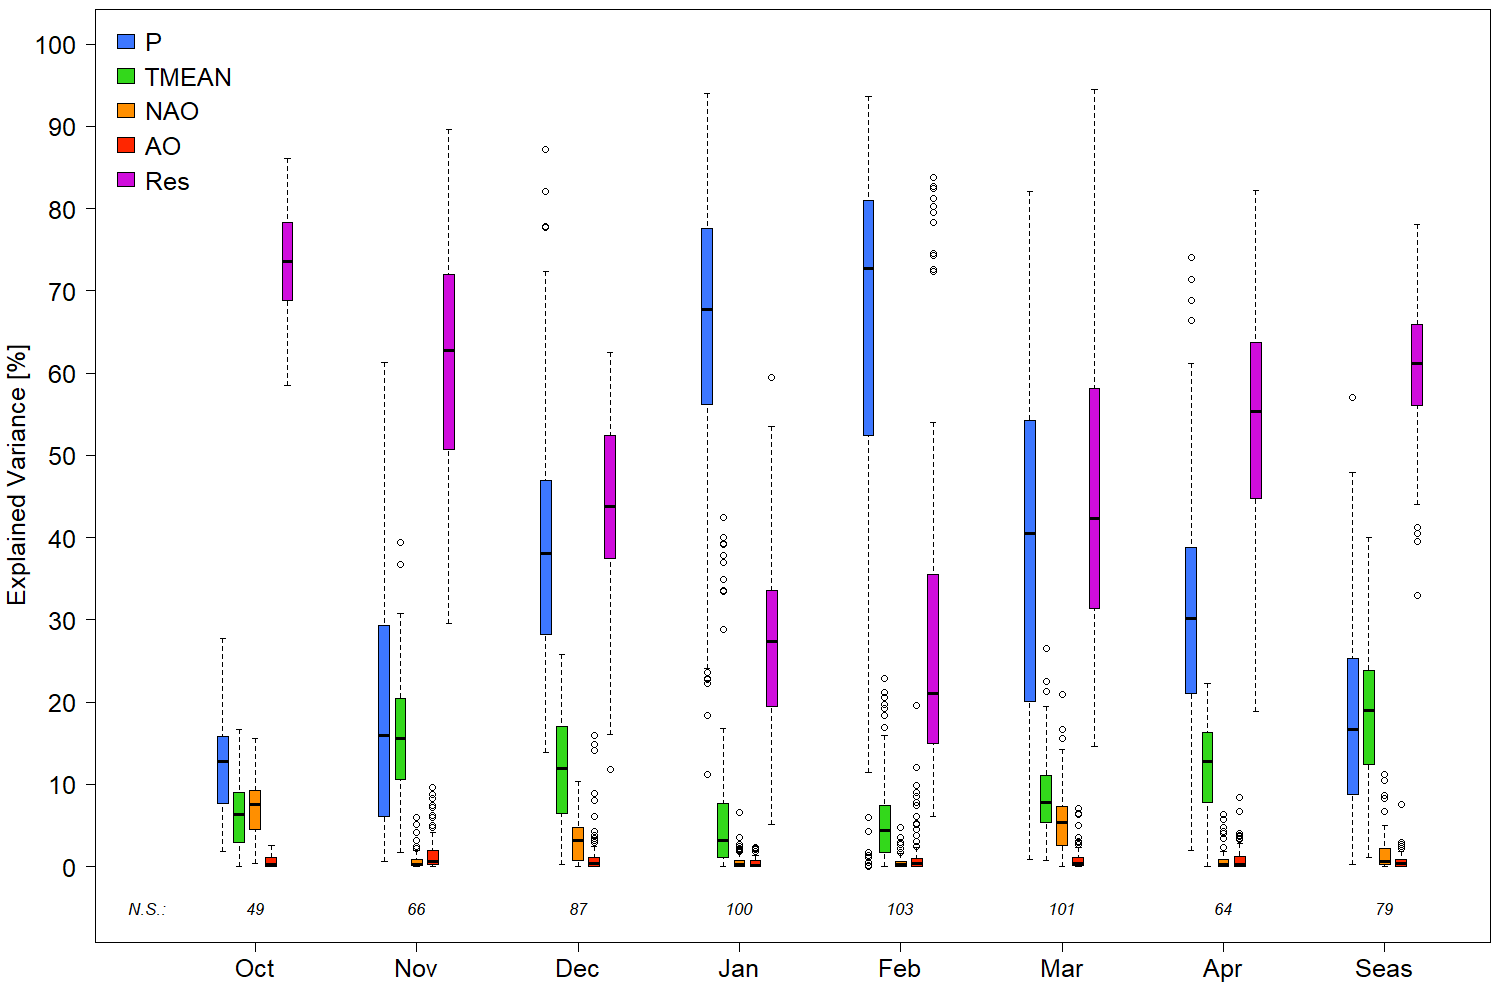 P
TMEAN
NAO
AO
Res
Explained Variance [%]
100
90
80
70
60
50
40
30
20
10
0
N.S.: 49 66 87 100 103 101 64 79
Oct Nov Dec Jan Feb Mar Apr Seas